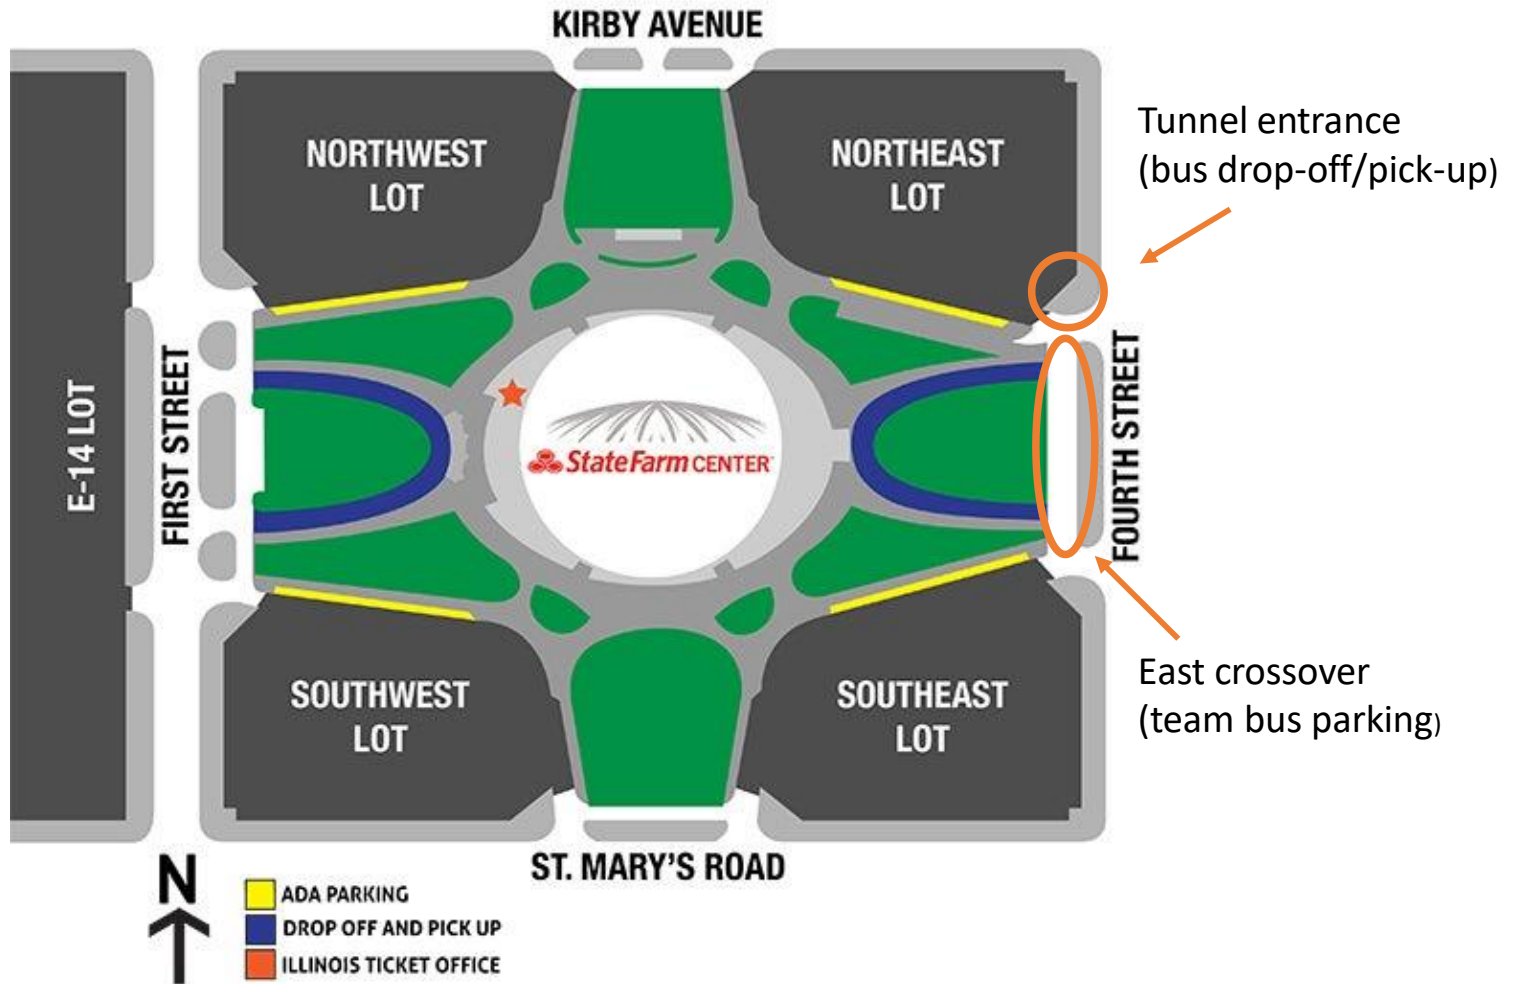 KIRBY AVENUE
NORTHWEST
LOT
NORTHEAST
LOT
Tunnel entrance
(bus drop-off/pick-up)
E-14 LOT
FIRST STREET
StateFarm CENTER
FOURTH STREET
SOUTHWEST
LOT
SOUTHEAST
LOT
East crossover
(team bus parking)
ST. MARY'S ROAD
N
ADA PARKING
DROP OFF AND PICK UP
ILLINOIS TICKET OFFICE